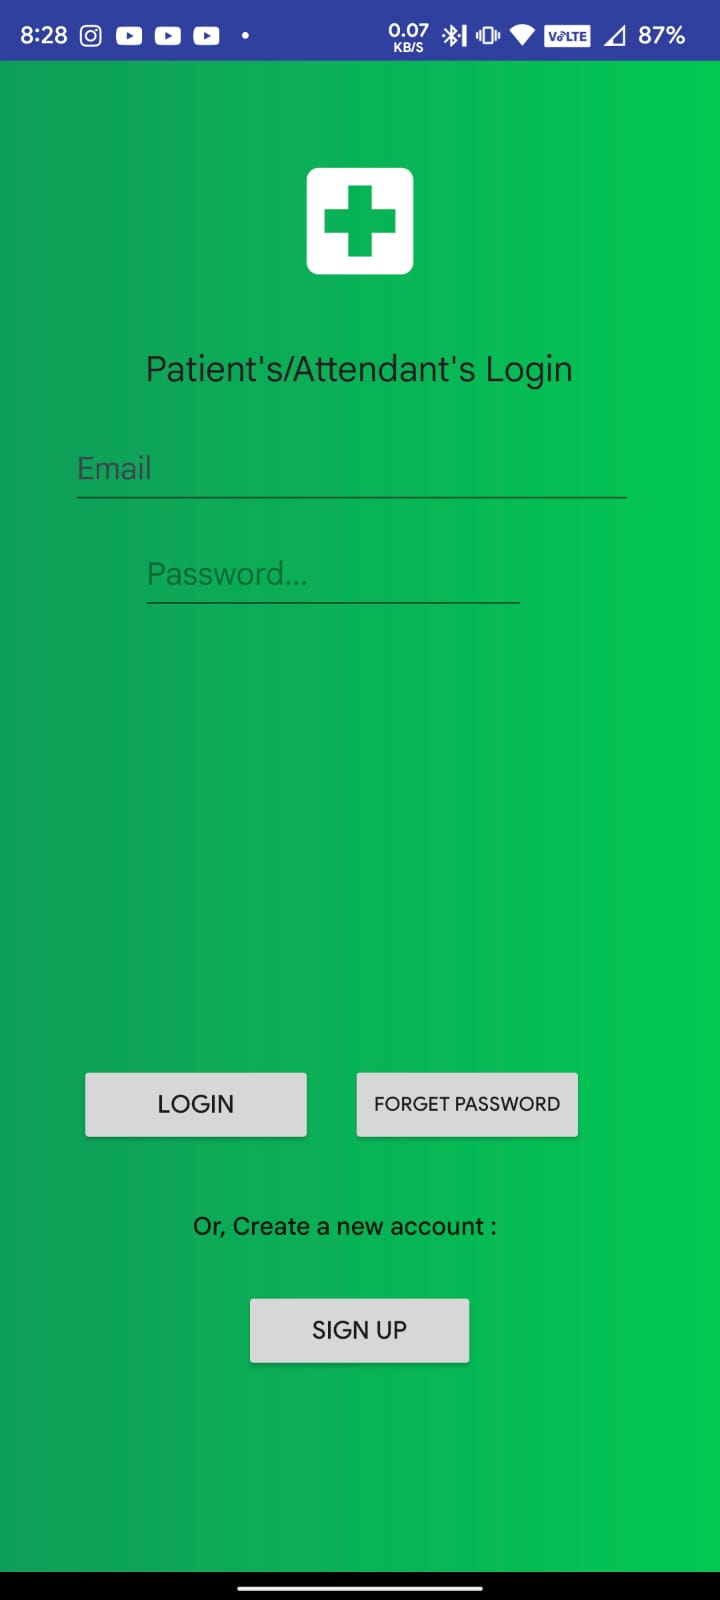 8:28 0.07 KB/S VoLTE 87%
Patient's/Attendant's Login
Email
Password...
LOGIN FORGET PASSWORD
Or, Create a new account :
SIGN UP